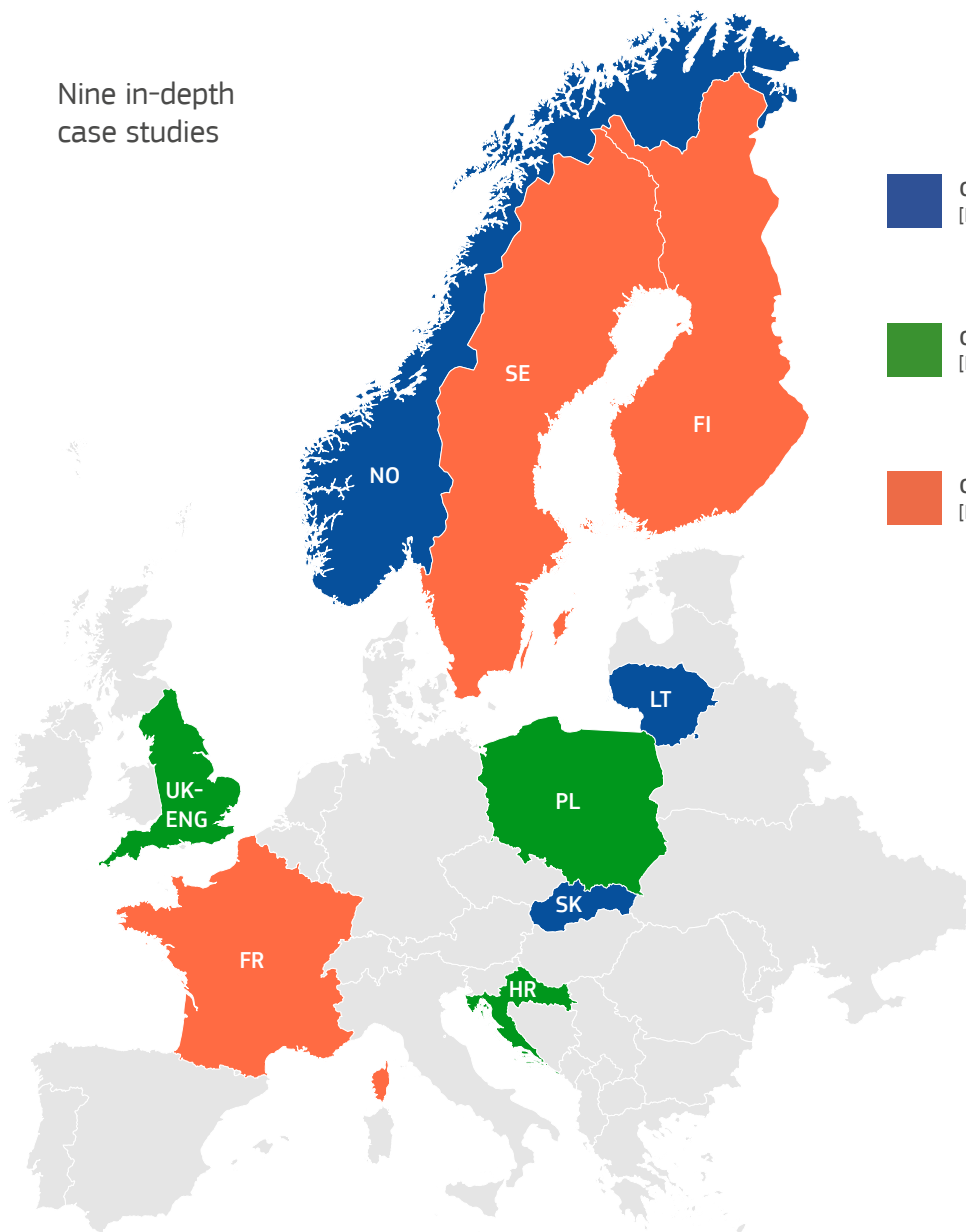 Nine in-depth
case studies
SE
FI
NO
LT
UK-
ENG
PL
SK
FR
HR